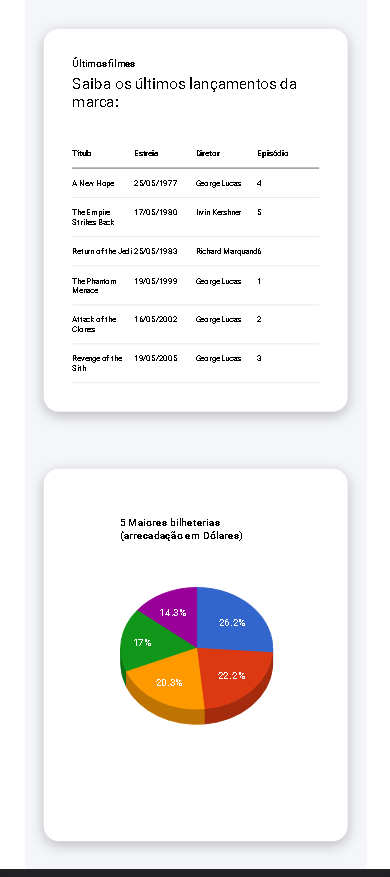 Últimos filmes
Saiba os últimos lançamentos da
marca:
Título Estreia Diretor Episódio
A New Hope 25/05/1977 George Lucas 4
The Empire
Strikes Back 17/05/1980 Irvin Kershner 5
Return of the Jedi 25/05/1983 Richard Marquand 6
The Phantom
Menace 19/05/1999 George Lucas 1
Attack of the
Clones 16/05/2002 George Lucas 2
Revenge of the
Sith 19/05/2005 George Lucas 3
5 Maiores bilheterias
(arrecadação em Dólares)
14.3%
26.2%
17%
22.2%
20.3%